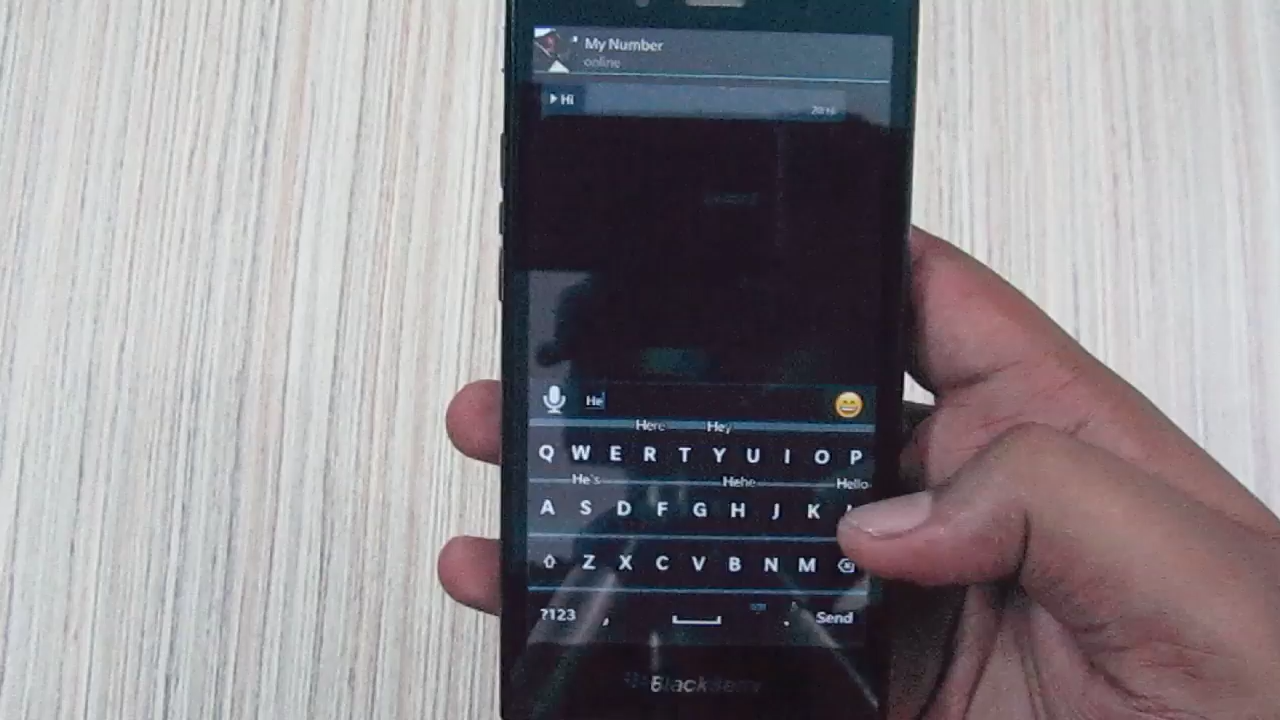 My Number
online
Hi
He
Here Hey
Q W E R T Y U I O P
He's Hehe Hello
A S D F G H J K
Z X C V B N M
?123 , . Send
BlackBerry